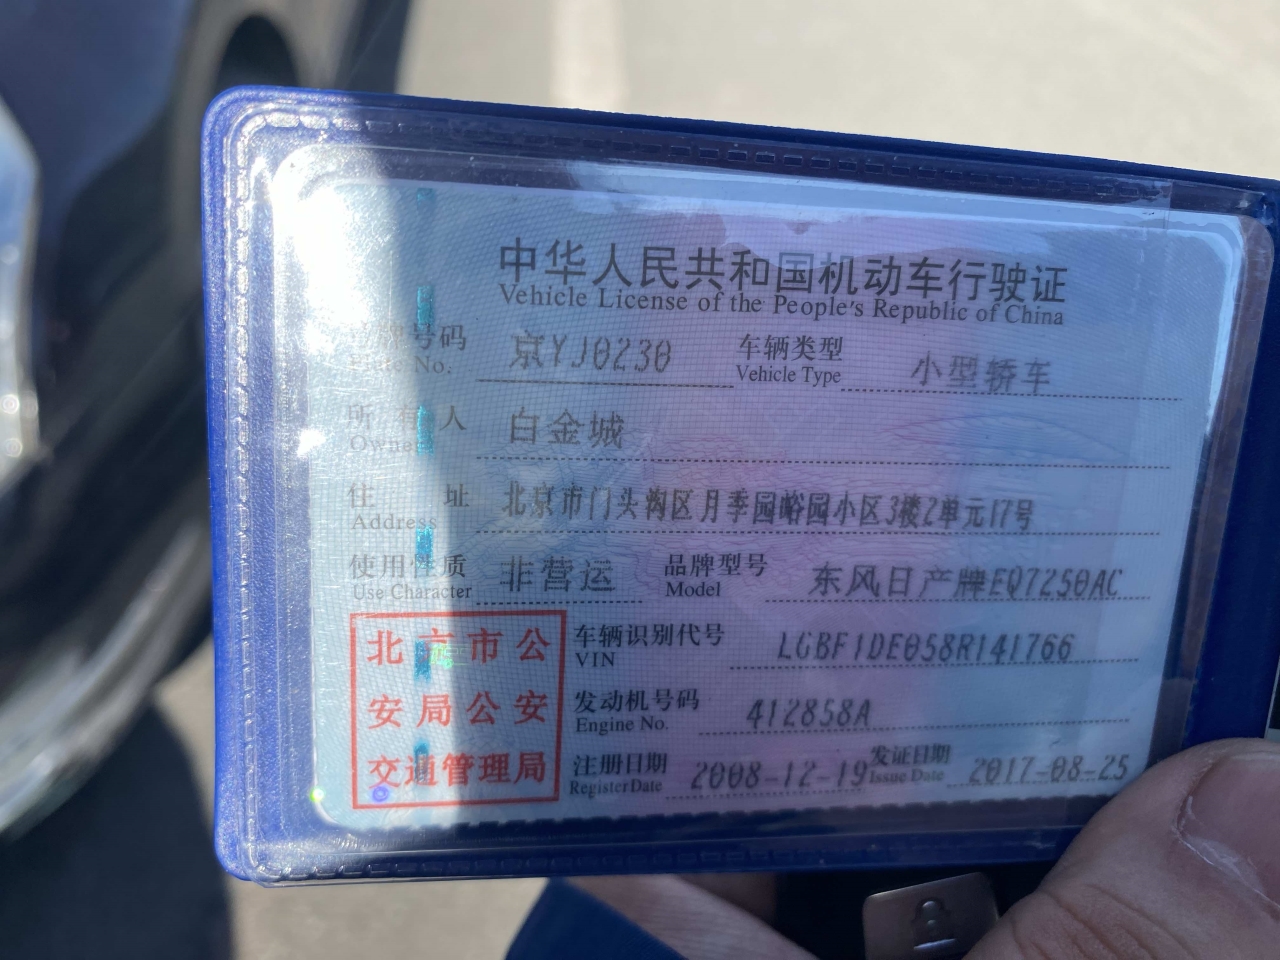 中华人民共和国机动车行驶证
Vehicle License of the People's Republic of China
号牌号码 京YJ0230 车辆类型 小型轿车
Plate No. Vehicle Type
所有人 白金城
Owner
住址 北京市门头沟区月季园峪园小区3楼2单元17号
Address
使用性质 非营运 品牌型号 东风日产牌EQ7250AC
Use Character Model
车辆识别代号 LGBF1DE058R141766
VIN
发动机号码 412858A
Engine No.
注册日期 2008-12-19 发证日期 2017-08-25
Register Date Issue Date
北京市公
安局公安
交通管理局